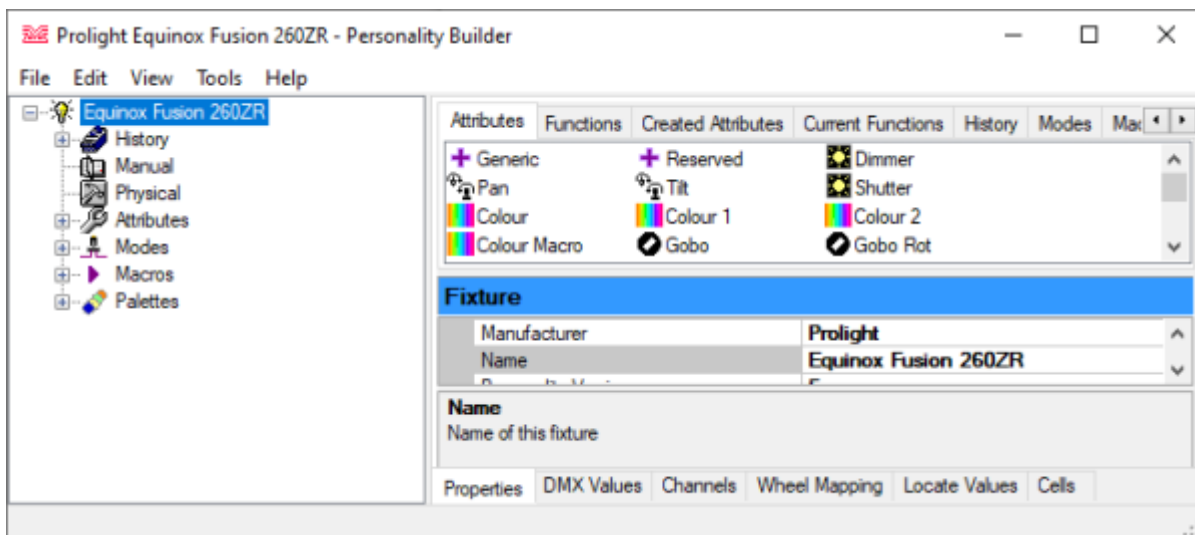 Prolight Equinox Fusion 260ZR - Personality Builder
File Edit View Tools Help
Equinox Fusion 260ZR
History
Manual
Physical
Attributes
Modes
Macros
Palettes
Attributes Functions Created Attributes Current Functions History Modes
Generic Reserved Dimmer
Pan Tilt Shutter
Colour Colour 1 Colour 2
Colour Macro Gobo Gobo Rot
Fixture
Manufacturer Prolight
Name Equinox Fusion 260ZR
Name
Name of this fixture
Properties DMX Values Channels Wheel Mapping Locate Values Cells